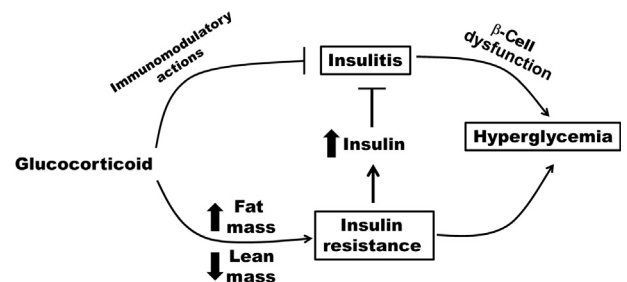 Immunomodulatory
actions
Insulitis
β-Cell
dysfunction
Insulin
Hyperglycemia
Glucocorticoid
Fat
mass
Lean
mass
Insulin
resistance